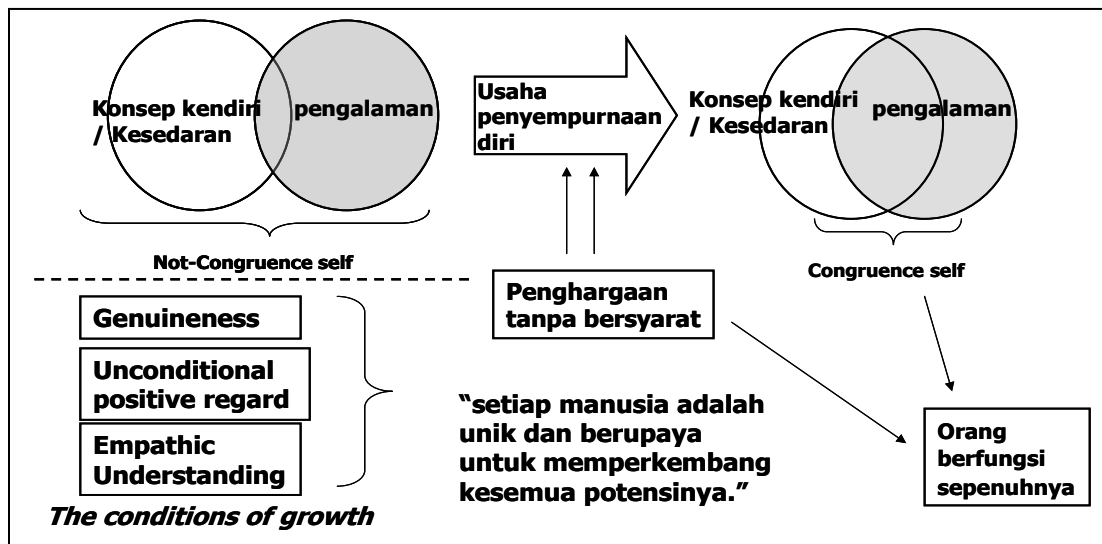 Konsep kendiri
/ Kesedaran
pengalaman
Not-Congruence self
Usaha
penyempurnaan
diri
Konsep kendiri
/ Kesedaran
pengalaman
Congruence self
Genuineness
Unconditional
positive regard
Empathic
Understanding
The conditions of growth
Penghargaan
tanpa bersyarat
“setiap manusia adalah
unik dan berupaya
untuk memperkembang
kesemua potensinya.”
Orang
berfungsi
sepenuhnya